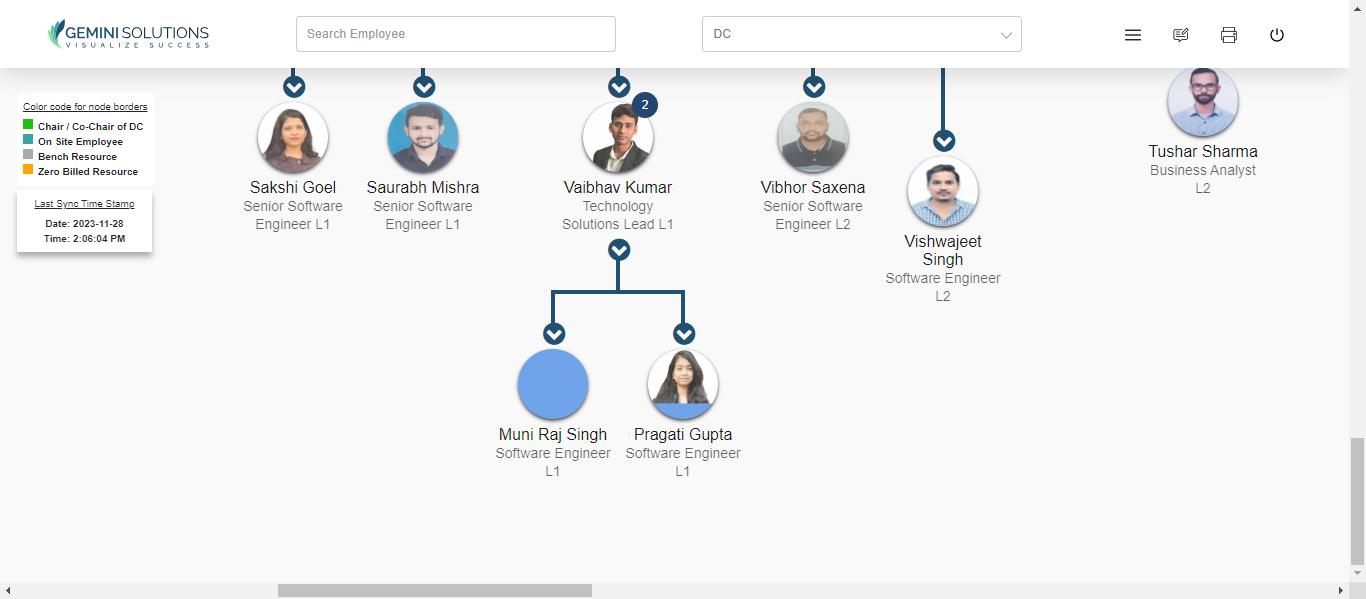 GEMINI SOLUTIONS
VISUALIZE SUCCESS
Search Employee
DC
Color code for node borders
Chair / Co-Chair of DC
On Site Employee
Bench Resource
Zero Billed Resource
Last Sync Time Stamp
Date: 2023-11-28
Time: 2:06:04 PM
Sakshi Goel
Senior Software
Engineer L1
Saurabh Mishra
Senior Software
Engineer L1
2
Vaibhav Kumar
Technology
Solutions Lead L1
Vibhor Saxena
Senior Software
Engineer L2
Vishwajeet
Singh
Software Engineer
L2
Tushar Sharma
Business Analyst
L2
Muni Raj Singh
Software Engineer
L1
Pragati Gupta
Software Engineer
L1